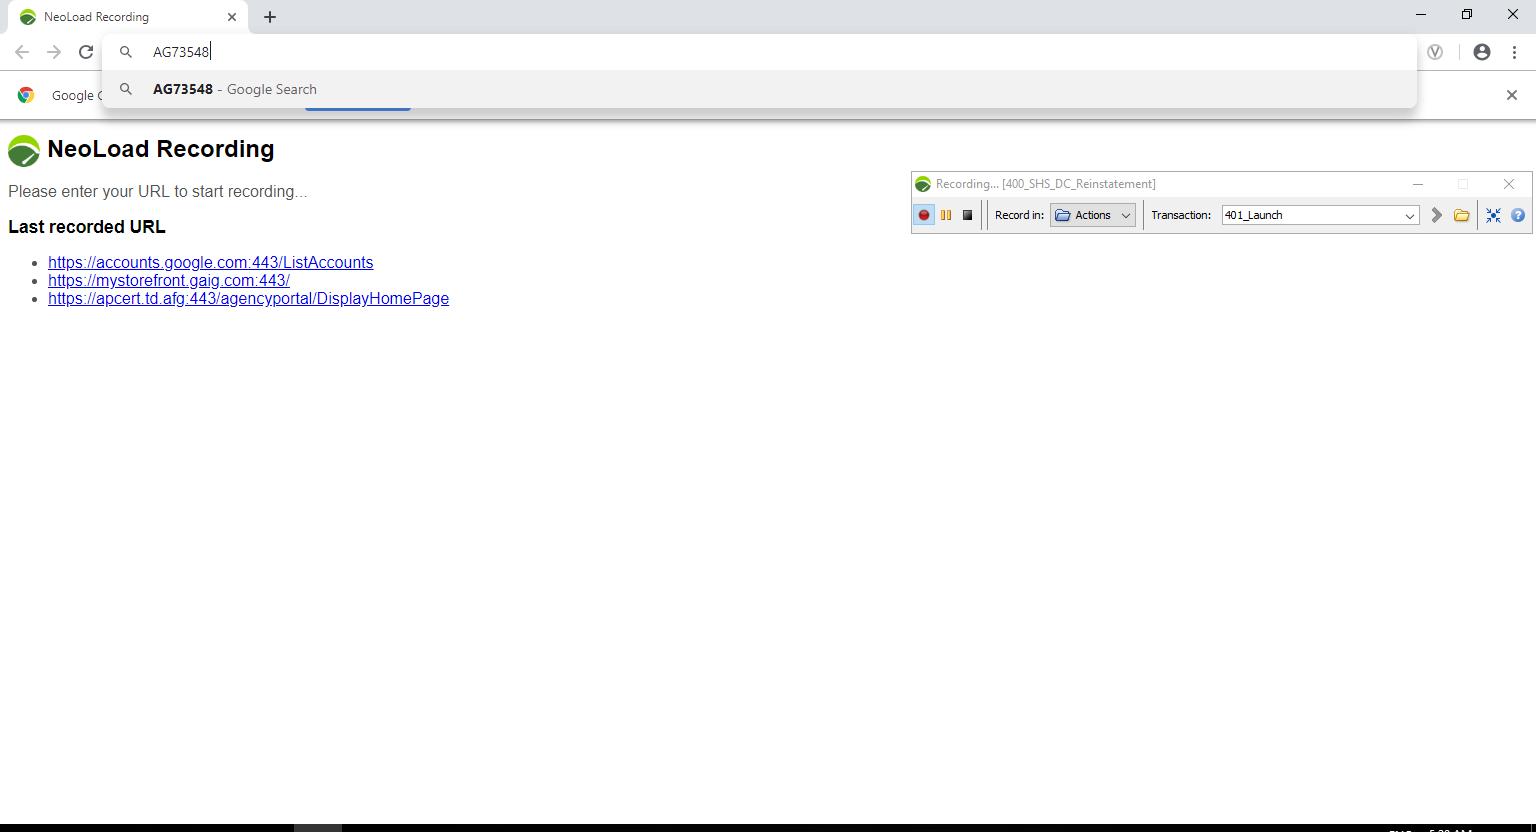 NeoLoad Recording
AG73548
AG73548 - Google Search
Google C
NeoLoad Recording
Please enter your URL to start recording...
Recording... [400_SHS_DC_Reinstatement]
Record in: Actions Transaction: 401_Launch
Last recorded URL
https://accounts.google.com:443/ListAccounts
https://mystorefront.gaig.com:443/
https://apcert.td.afg:443/agencyportal/DisplayHomePage